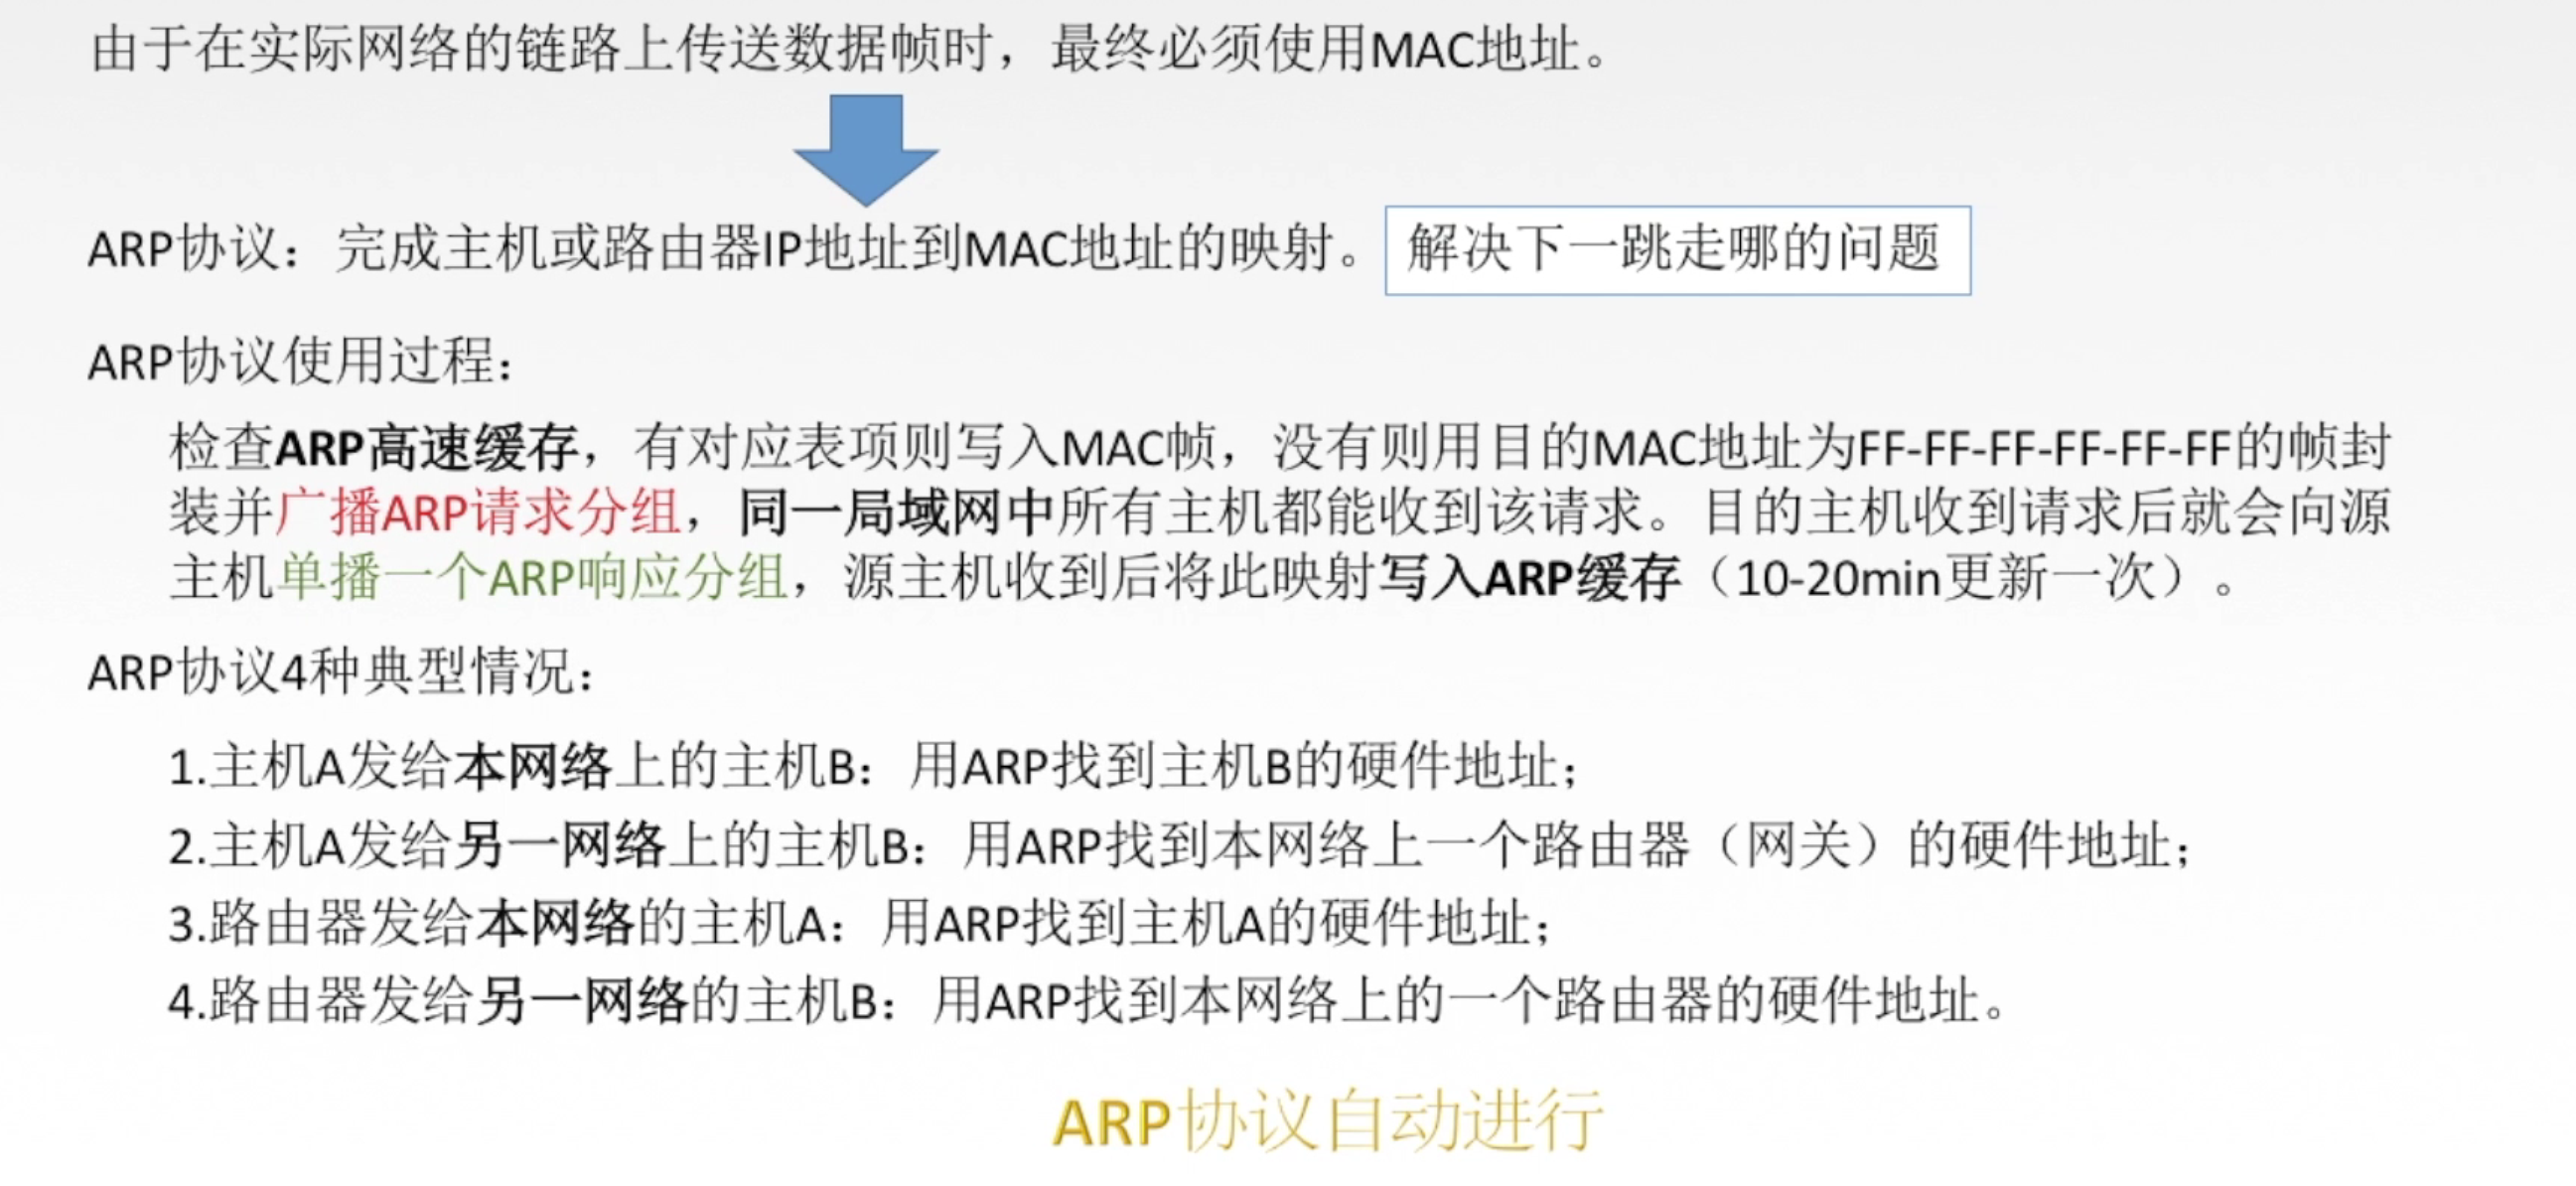 由于在实际网络的链路上传送数据帧时，最终必须使用MAC地址。
ARP协议：完成主机或路由器IP地址到MAC地址的映射。 解决下一跳走哪的问题
ARP协议使用过程：
检查ARP高速缓存，有对应表项则写入MAC帧，没有则用目的MAC地址为FF-FF-FF-FF-FF-FF的帧封
装并广播ARP请求分组，同一局域网中所有主机都能收到该请求。目的主机收到请求后就会向源
主机单播一个ARP响应分组，源主机收到后将此映射写入ARP缓存（10-20min更新一次）。
ARP协议4种典型情况：
1.主机A发给本网络上的主机B：用ARP找到主机B的硬件地址；
2.主机A发给另一网络上的主机B：用ARP找到本网络上一个路由器（网关）的硬件地址；
3.路由器发给本网络的主机A：用ARP找到主机A的硬件地址；
4.路由器发给另一网络的主机B：用ARP找到本网络上的一个路由器的硬件地址。
ARP协议自动进行